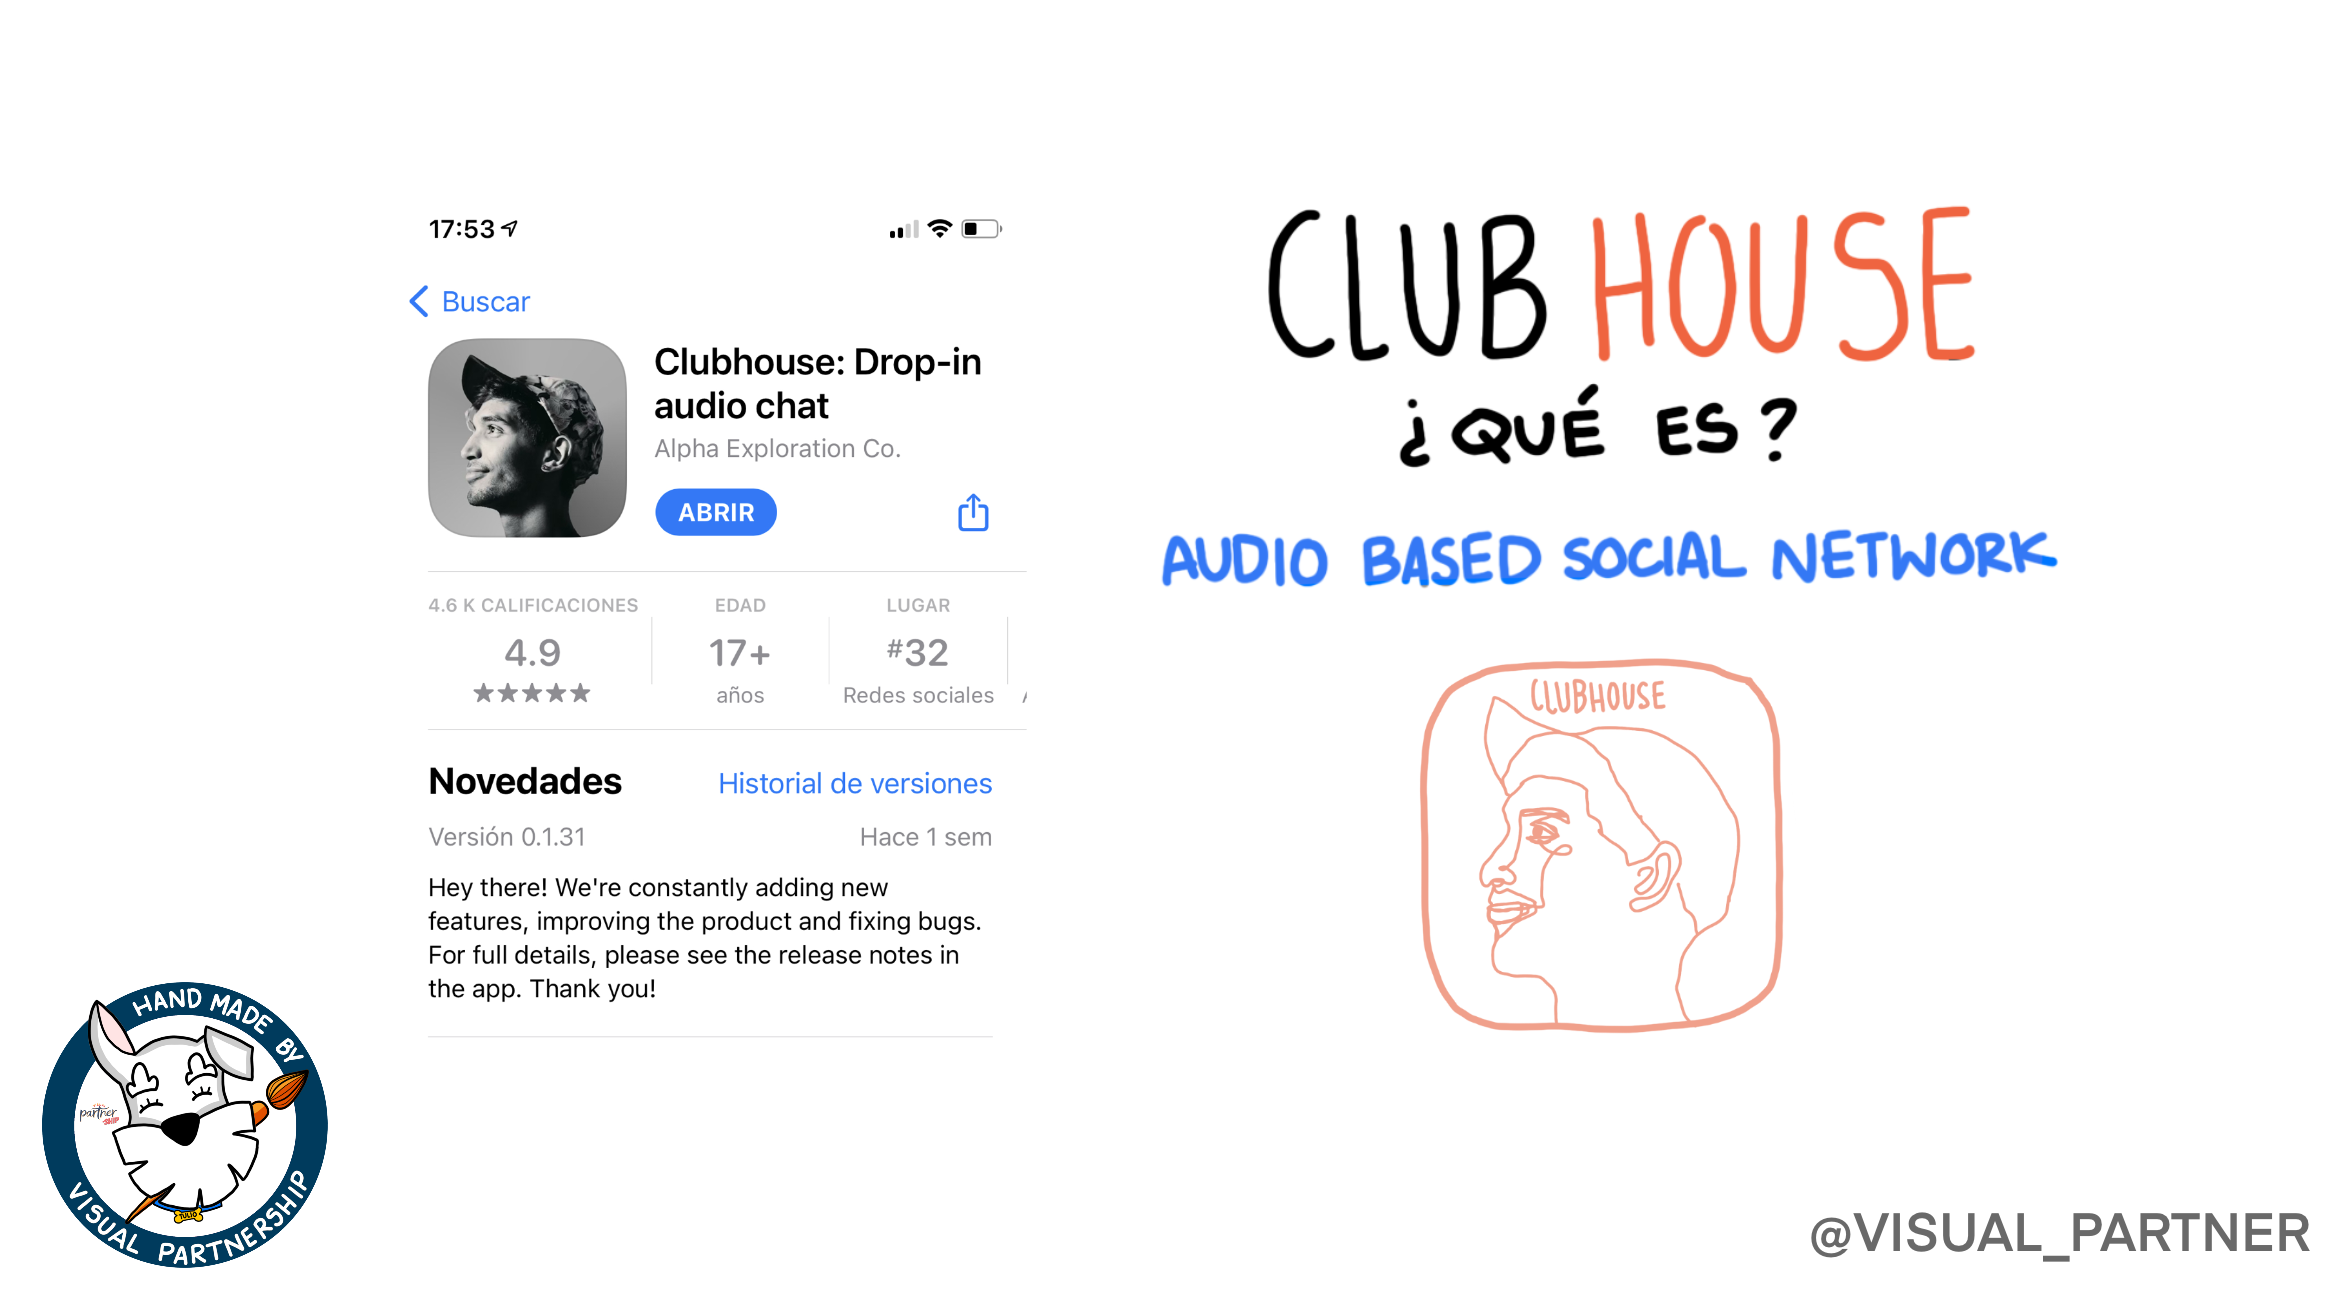 17:53
Buscar
Clubhouse: Drop-in
audio chat
Alpha Exploration Co.
ABRIR
4.6 K CALIFICACIONES
4.9
★★★★★
EDAD
17+
años
LUGAR
#32
Redes sociales
Novedades
Historial de versiones
Versión 0.1.31
Hace 1 sem
Hey there! We're constantly adding new
features, improving the product and fixing bugs.
For full details, please see the release notes in
the app. Thank you!
CLUB HOUSE
¿QUÉ ES?
AUDIO BASED SOCIAL NETWORK
CLUBHOUSE
HAND MADE BY
partner
SHIP
TULIO
VISUAL PARTNERSHIP
@VISUAL_PARTNER